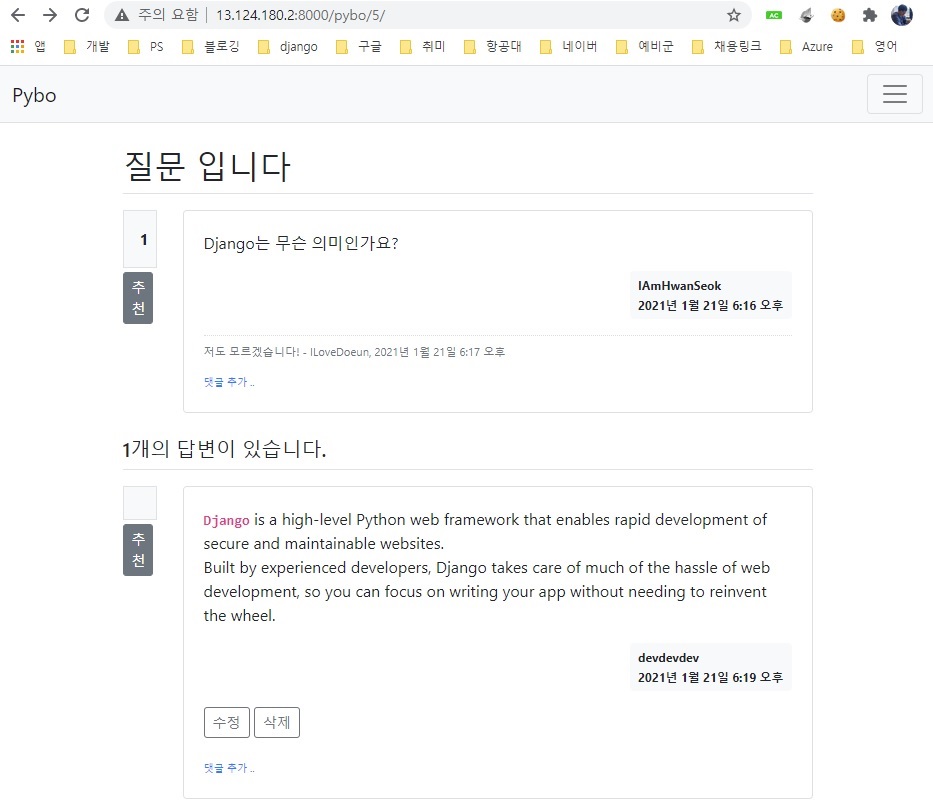 주의 요함 | 13.124.180.2:8000/pybo/5/
AC
앱 개발 PS 블로깅 django 구글 취미 항공대 네이버 예비군 채용링크 Azure 영어
Pybo
질문 입니다
1
추
천
Django는 무슨 의미인가요?
IAmHwanSeok
2021년 1월 21일 6:16 오후
저도 모르겠습니다! - ILoveDoeun, 2021년 1월 21일 6:17 오후
댓글 추가 ..
1개의 답변이 있습니다.
추
천
Django is a high-level Python web framework that enables rapid development of
secure and maintainable websites.
Built by experienced developers, Django takes care of much of the hassle of web
development, so you can focus on writing your app without needing to reinvent
the wheel.
devdevdev
2021년 1월 21일 6:19 오후
수정 삭제
댓글 추가 ..